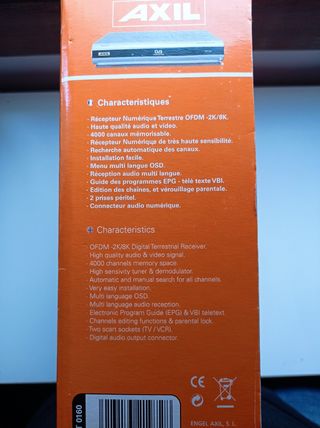 AXIL
AXIL
Characteristiques
- Récepteur Numérique Terrestre OFDM -2K/8K.
- Haute qualité audio et video.
- 4000 canaux mémorisable.
- Récepteur Numériqur de très haute sensibilité.
- Recherche automatique des canaux.
- Installation facile.
- Menu multi langue OSD.
- Réception audio multi langue.
- Guide des programmes EPG - télé texte VBI.
- Edition des chaînes, et vérouillage parentale.
- 2 prises péritel.
- Connecteur audio numérique.
Characteristics
- OFDM -2K/8K Digital Terrestrial Receiver.
- High quality audio & video signal.
- 4000 channels memory space.
- High sensivity tuner & demodulator.
- Automatic and manual search for all channels.
- Very easy installation.
- Multi language OSD.
- Multi language audio reception.
- Electronic Program Guide (EPG) & VBI teletext.
- Channels editing functions & parental lock.
- Two scan sockets (TV / VCR).
- Digital audio output connector.
CE
ENGEL AXIL, S. L.
T 0160